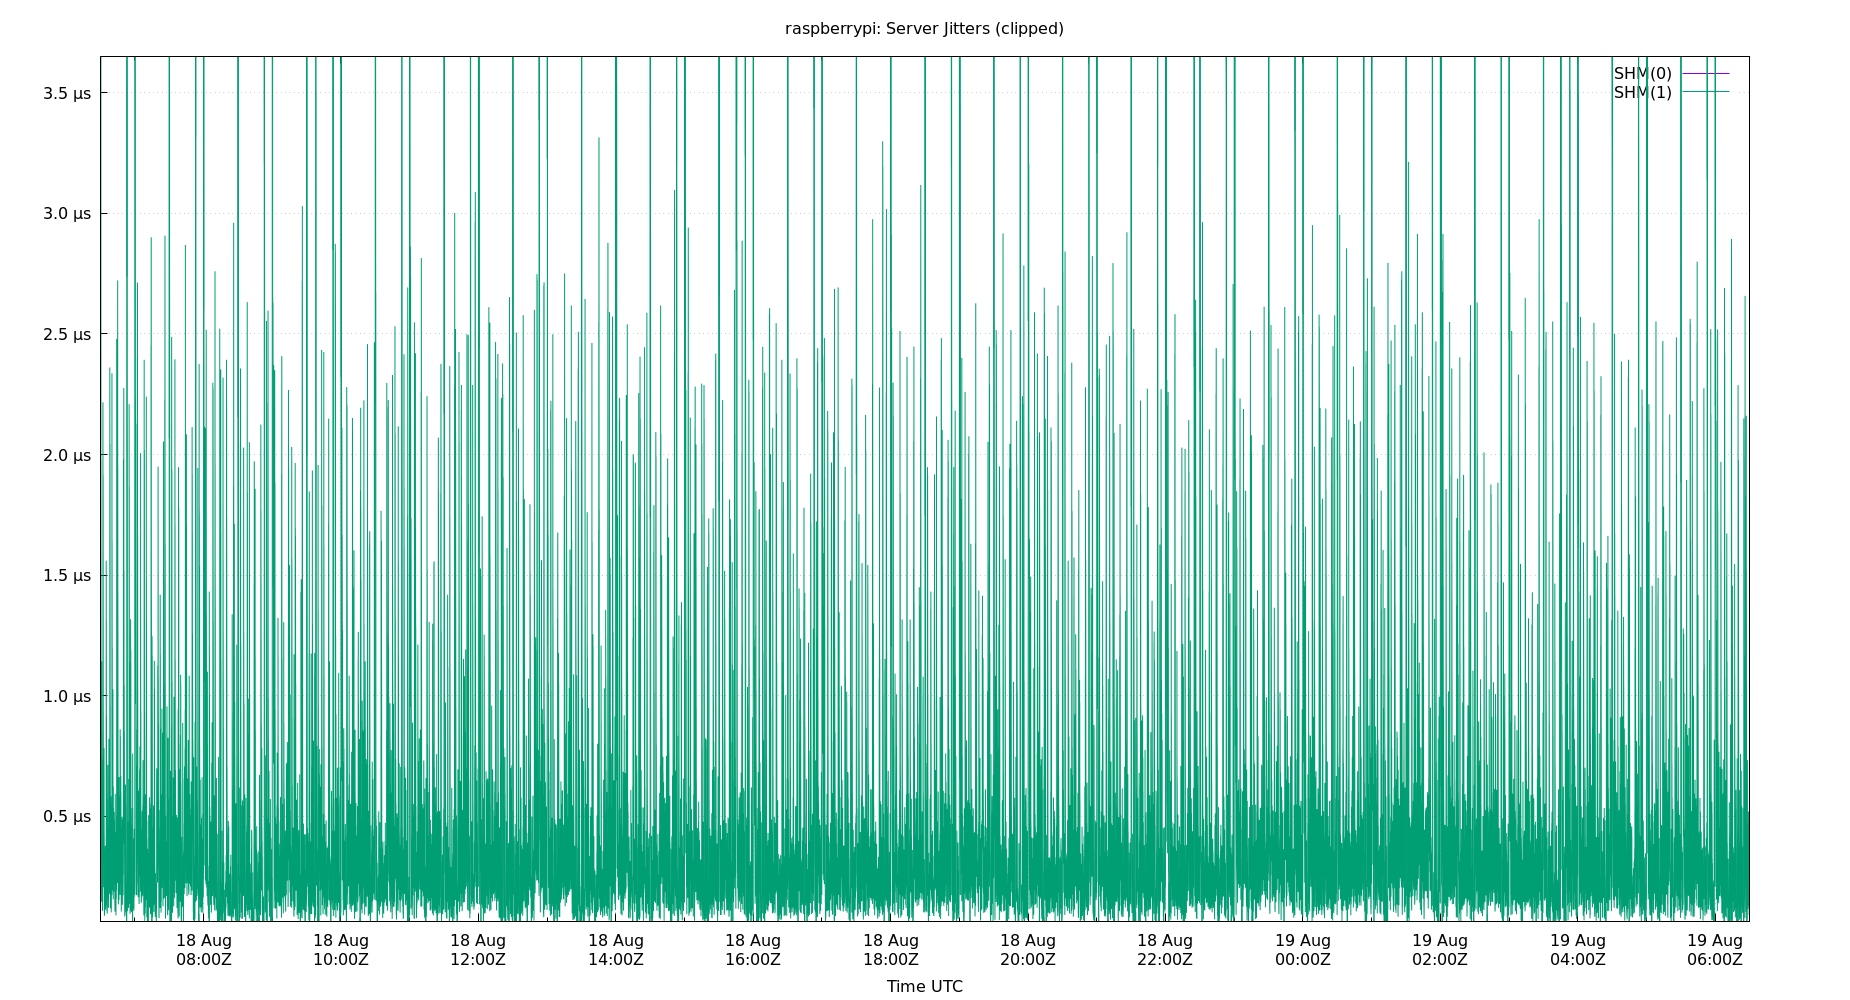 raspberrypi: Server Jitters (clipped)
SHM(0)
SHM(1)
3.5 µs
3.0 µs
2.5 µs
2.0 µs
1.5 µs
1.0 µs
0.5 µs
18 Aug 18 Aug 18 Aug 18 Aug 18 Aug 18 Aug 18 Aug 18 Aug 19 Aug 19 Aug 19 Aug 19 Aug
08:00Z 10:00Z 12:00Z 14:00Z 16:00Z 18:00Z 20:00Z 22:00Z 00:00Z 02:00Z 04:00Z 06:00Z
Time UTC